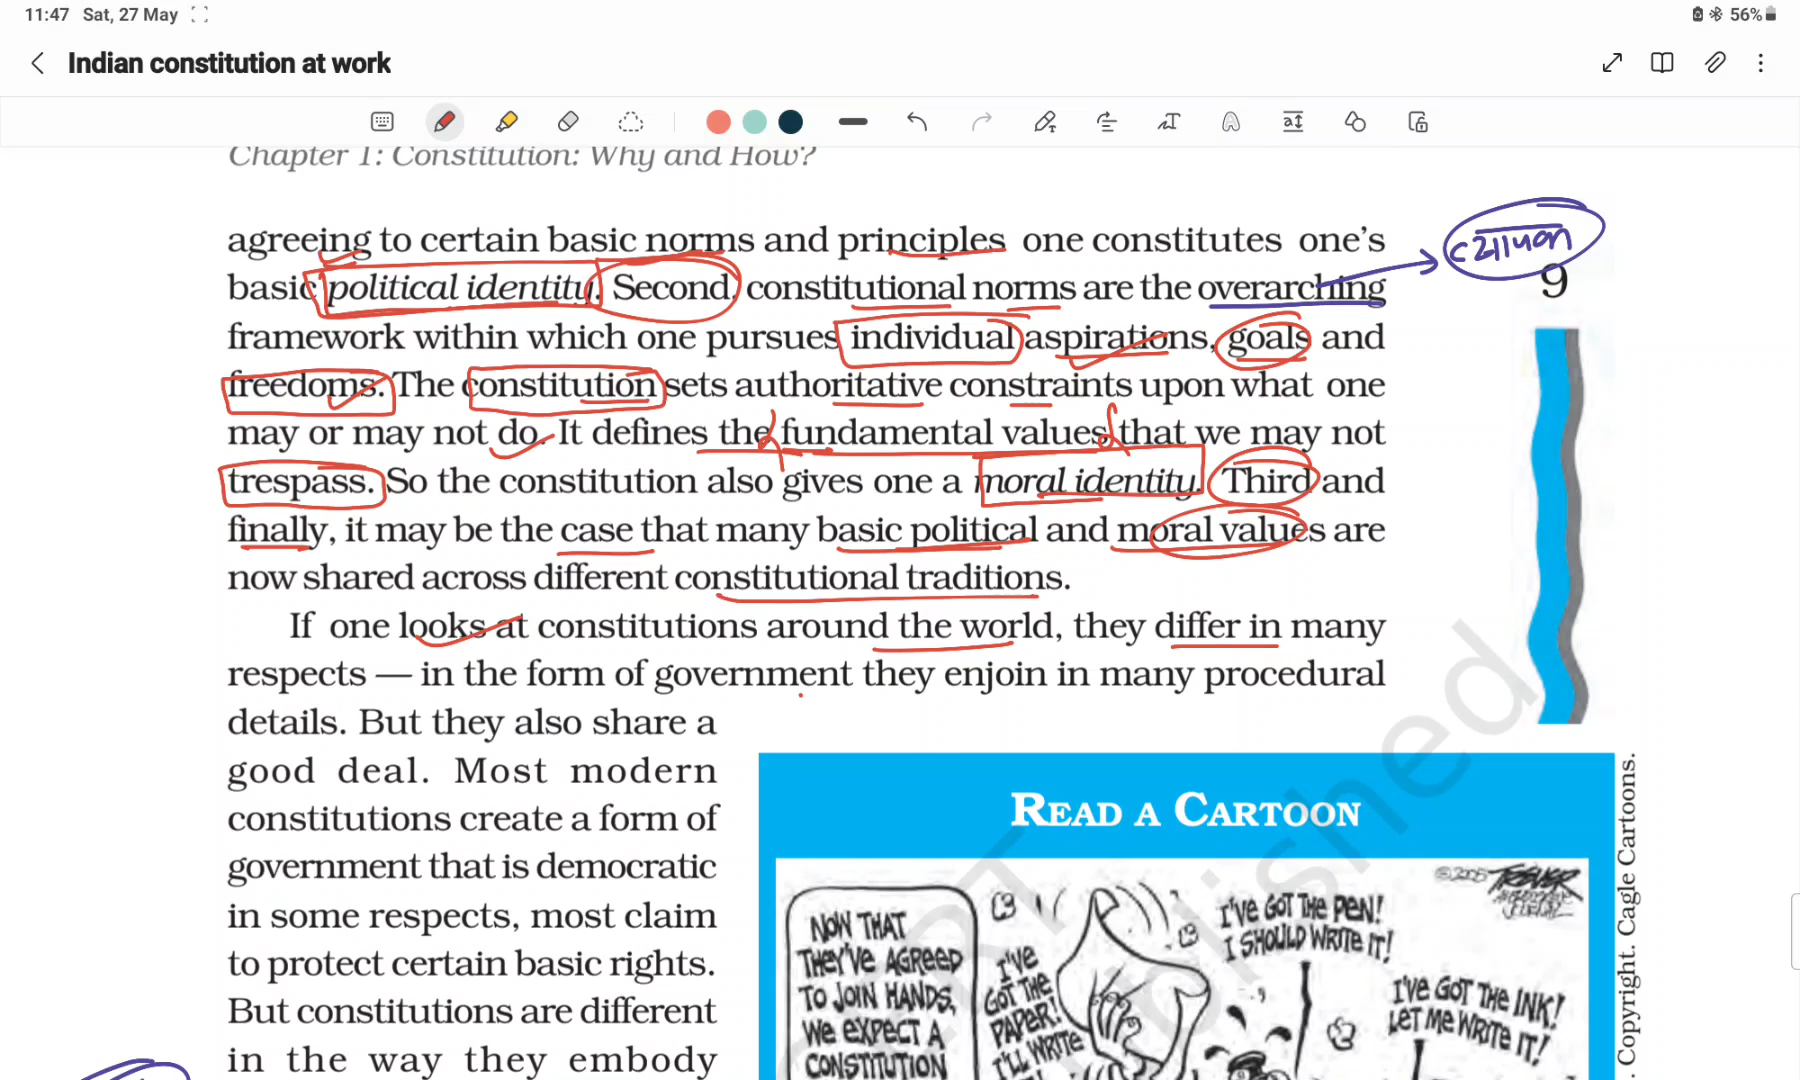 11:47 Sat, 27 May
56%
Indian constitution at work
Chapter 1: Constitution: Why and How?
agreeing to certain basic norms and principles one constitutes one's
basic political identity. Second, constitutional norms are the overarching
9
framework within which one pursues individual aspirations, goals and
freedoms. The constitution sets authoritative constraints upon what one
may or may not do. It defines the fundamental values that we may not
trespass. So the constitution also gives one a moral identity. Third and
finally, it may be the case that many basic political and moral values are
now shared across different constitutional traditions.
If one looks at constitutions around the world, they differ in many
respects — in the form of government they enjoin in many procedural
details. But they also share a
good deal. Most modern
constitutions create a form of
government that is democratic
in some respects, most claim
to protect certain basic rights.
But constitutions are different
in the way they embody
READ A CARTOON
©2005 TREVER
NOW THAT
THEY'VE AGREED
TO JOIN HANDS,
WE EXPECT A
CONSTITUTION
I'VE
GOT THE
PAPER!
I'LL WRITE
I'VE GOT THE PEN!
I SHOULD WRITE IT!
I'VE GOT THE INK!
LET ME WRITE IT!
. Copyright. Cagle Cartoons.